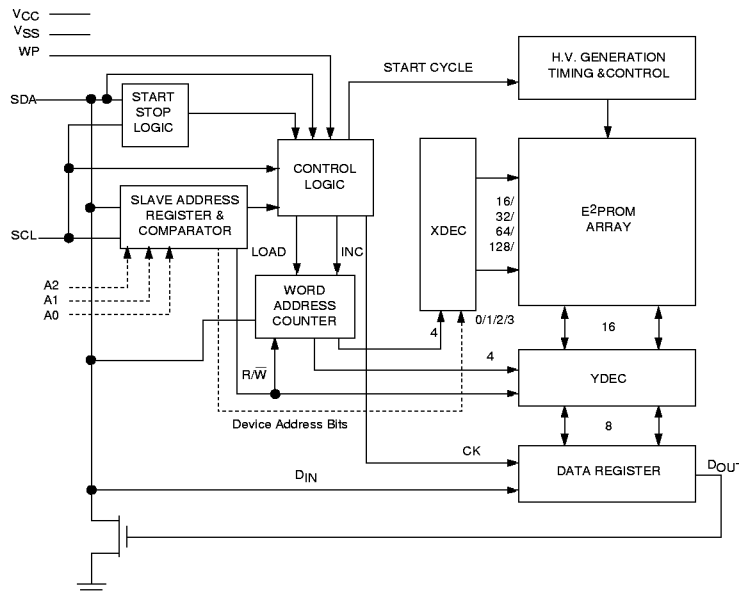 VCC
VSS
WP
SDA
START
STOP
LOGIC
START CYCLE
H.V. GENERATION
TIMING & CONTROL
CONTROL
LOGIC
SLAVE ADDRESS
REGISTER &
COMPARATOR
SCL
A2
A1
A0
LOAD
INC
WORD
ADDRESS
COUNTER
XDEC
16/
32/
64/
128/
E2PROM
ARRAY
0/1/2/3
4
16
R/W̅
4
YDEC
Device Address Bits
8
CK
DATA REGISTER
DOUT
DIN